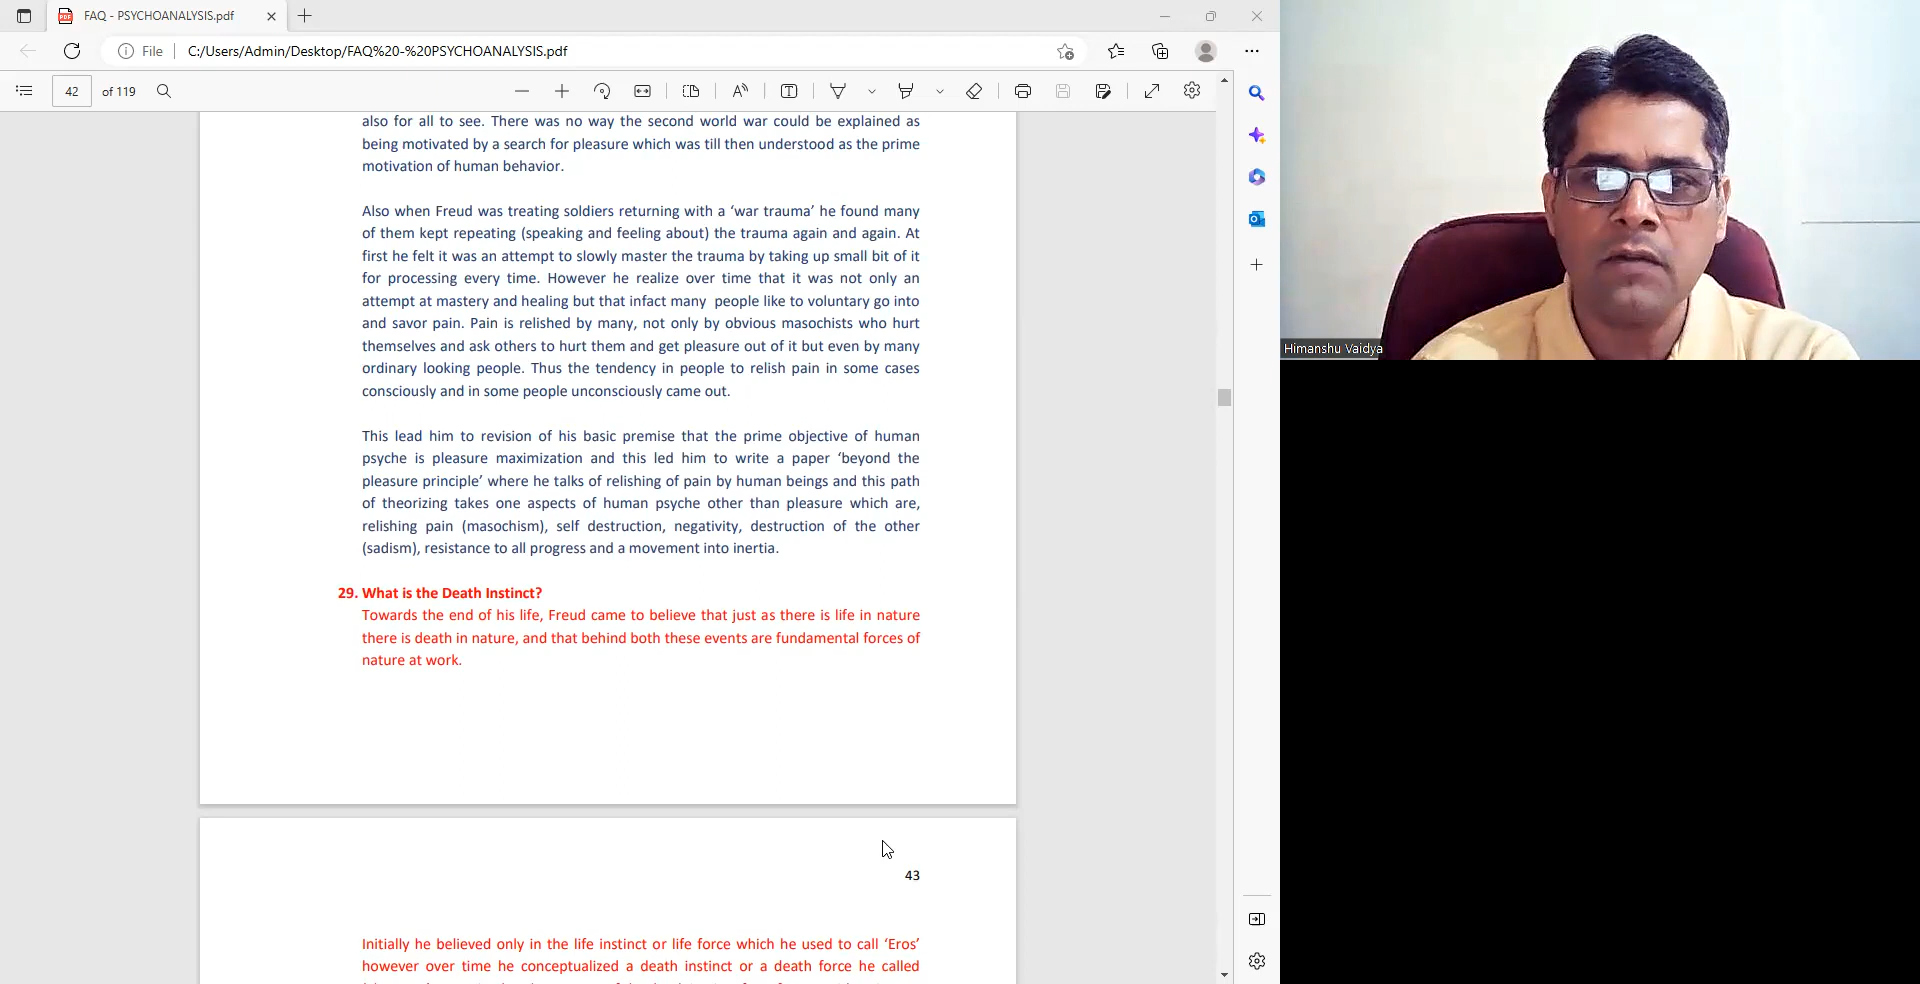 FAQ - PSYCHOANALYSIS.pdf
File
C:/Users/Admin/Desktop/FAQ%20-%20PSYCHOANALYSIS.pdf
42 of 119
also for all to see. There was no way the second world war could be explained as
being motivated by a search for pleasure which was till then understood as the prime
motivation of human behavior.
Also when Freud was treating soldiers returning with a ‘war trauma’ he found many
of them kept repeating (speaking and feeling about) the trauma again and again. At
first he felt it was an attempt to slowly master the trauma by taking up small bit of it
for processing every time. However he realize over time that it was not only an
attempt at mastery and healing but that infact many people like to voluntary go into
and savor pain. Pain is relished by many, not only by obvious masochists who hurt
themselves and ask others to hurt them and get pleasure out of it but even by many
ordinary looking people. Thus the tendency in people to relish pain in some cases
consciously and in some people unconsciously came out.
This lead him to revision of his basic premise that the prime objective of human
psyche is pleasure maximization and this led him to write a paper ‘beyond the
pleasure principle’ where he talks of relishing of pain by human beings and this path
of theorizing takes one aspects of human psyche other than pleasure which are,
relishing pain (masochism), self destruction, negativity, destruction of the other
(sadism), resistance to all progress and a movement into inertia.
29. What is the Death Instinct?
Towards the end of his life, Freud came to believe that just as there is life in nature
there is death in nature, and that behind both these events are fundamental forces of
nature at work.
43
Initially he believed only in the life instinct or life force which he used to call ‘Eros’
however over time he conceptualized a death instinct or a death force he called
Himanshu Vaidya